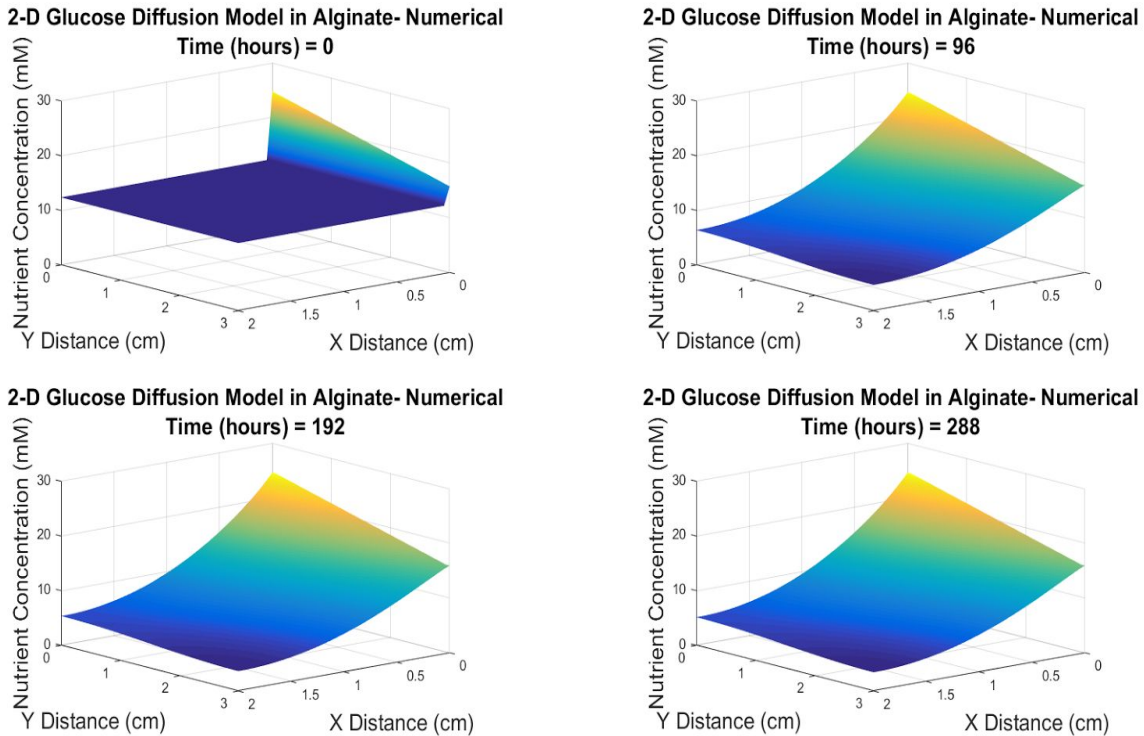 2-D Glucose Diffusion Model in Alginate- Numerical
Time (hours) = 0
Nutrient Concentration (mM)
30
20
10
0
0
1
2
3
Y Distance (cm)
2
1.5
1
0.5
0
X Distance (cm)
2-D Glucose Diffusion Model in Alginate- Numerical
Time (hours) = 96
Nutrient Concentration (mM)
30
20
10
0
0
1
2
3
Y Distance (cm)
2
1.5
1
0.5
0
X Distance (cm)
2-D Glucose Diffusion Model in Alginate- Numerical
Time (hours) = 192
Nutrient Concentration (mM)
30
20
10
0
0
1
2
3
Y Distance (cm)
2
1.5
1
0.5
0
X Distance (cm)
2-D Glucose Diffusion Model in Alginate- Numerical
Time (hours) = 288
Nutrient Concentration (mM)
30
20
10
0
0
1
2
3
Y Distance (cm)
2
1.5
1
0.5
0
X Distance (cm)